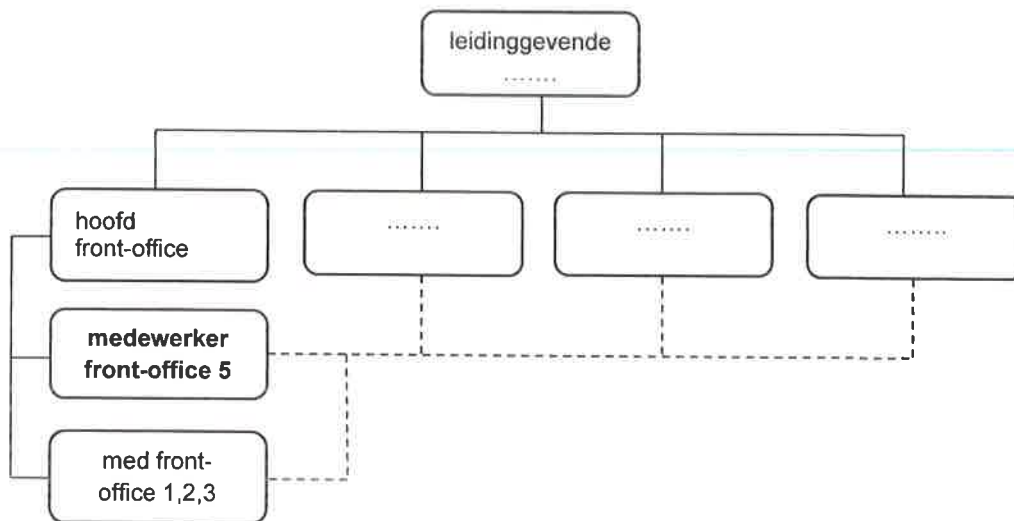 leidinggevende
.......
hoofd
front-office
.......
.......
........
medewerker
front-office 5
med front-
office 1,2,3